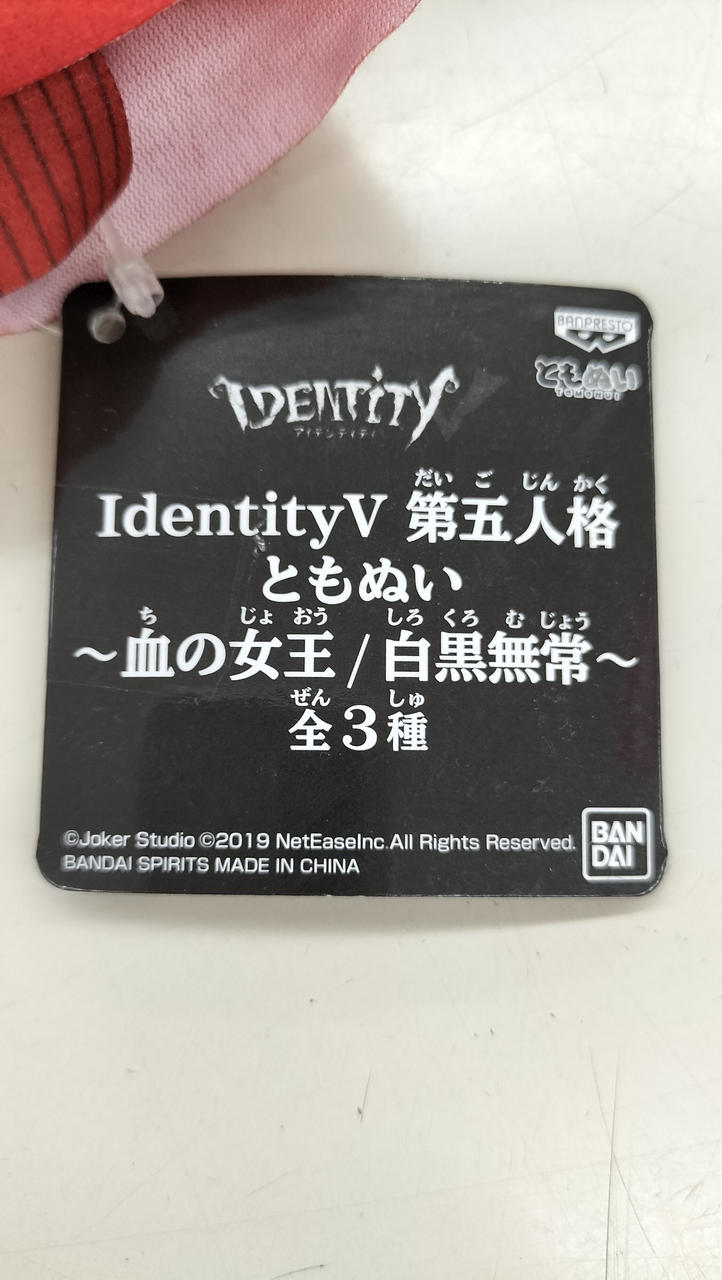 BANPRESTO
ともぬい
TOMONUI
IDENTITY V
アイデンティティ
だい ご じん かく
IdentityV 第五人格
ともぬい
ち じょ おう しろ くろ む じょう
～血の女王/白黒無常～
ぜん しゅ
全3種
©Joker Studio ©2019 NetEaseInc.All Rights Reserved.
BANDAI SPIRITS MADE IN CHINA
BAN
DAI